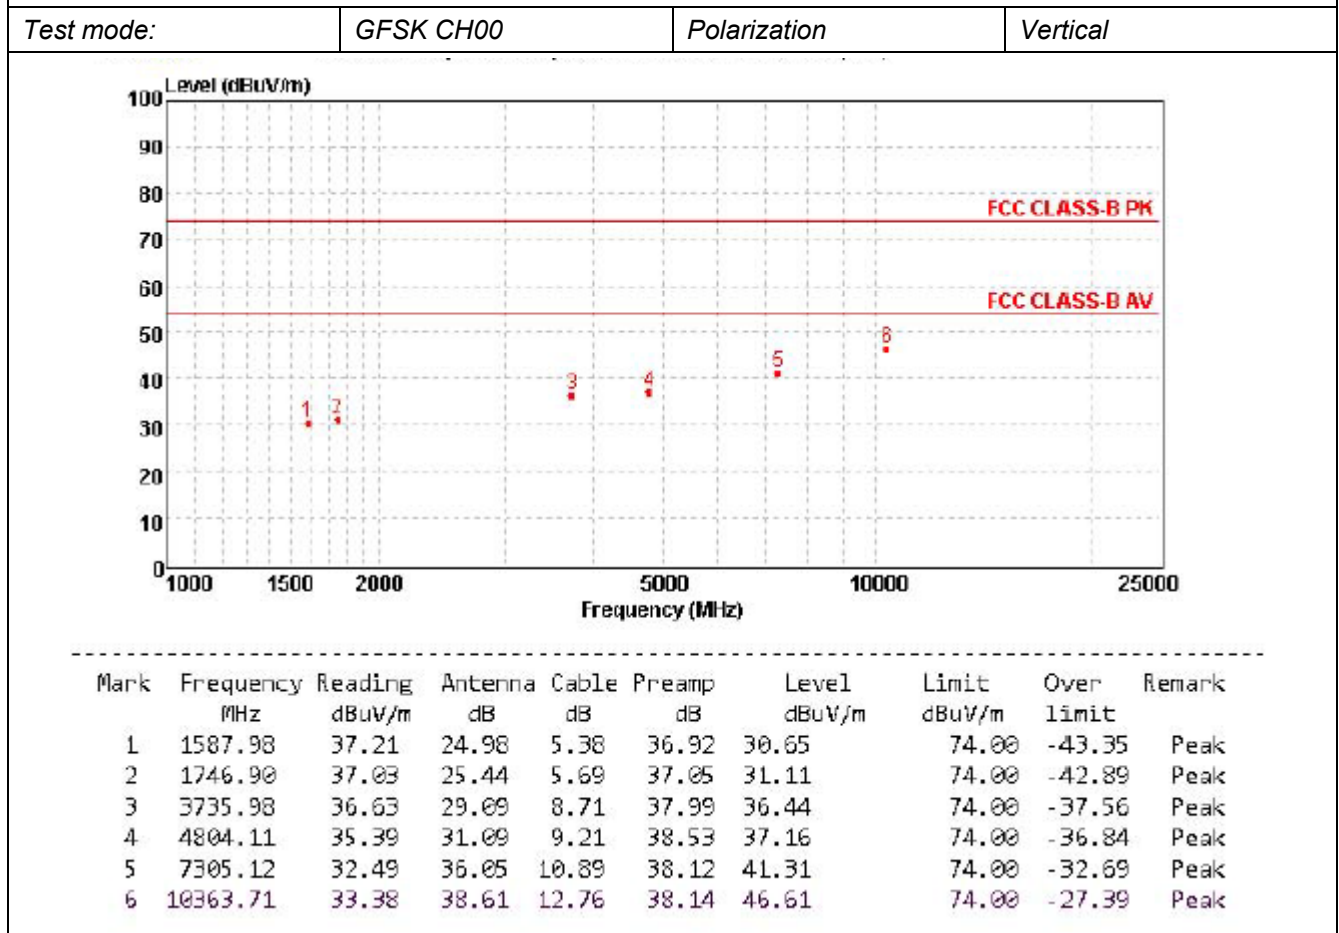 Test mode: GFSK CH00 Polarization Vertical
Level (dBuV/m)
100
90
80
FCC CLASS-B PK
70
60
FCC CLASS-B AV
50
6
5
40
3 4
1 2
30
20
10
0
1000 1500 2000 5000 10000 25000
Frequency (MHz)
Mark Frequency Reading Antenna Cable Preamp Level Limit Over Remark
MHz dBuV/m dB dB dB dBuV/m dBuV/m limit
1 1587.98 37.21 24.98 5.38 36.92 30.65 74.00 -43.35 Peak
2 1746.90 37.03 25.44 5.69 37.05 31.11 74.00 -42.89 Peak
3 3735.98 36.63 29.09 8.71 37.99 36.44 74.00 -37.56 Peak
4 4804.11 35.39 31.09 9.21 38.53 37.16 74.00 -36.84 Peak
5 7305.12 32.49 36.05 10.89 38.12 41.31 74.00 -32.69 Peak
6 10363.71 33.38 38.61 12.76 38.14 46.61 74.00 -27.39 Peak